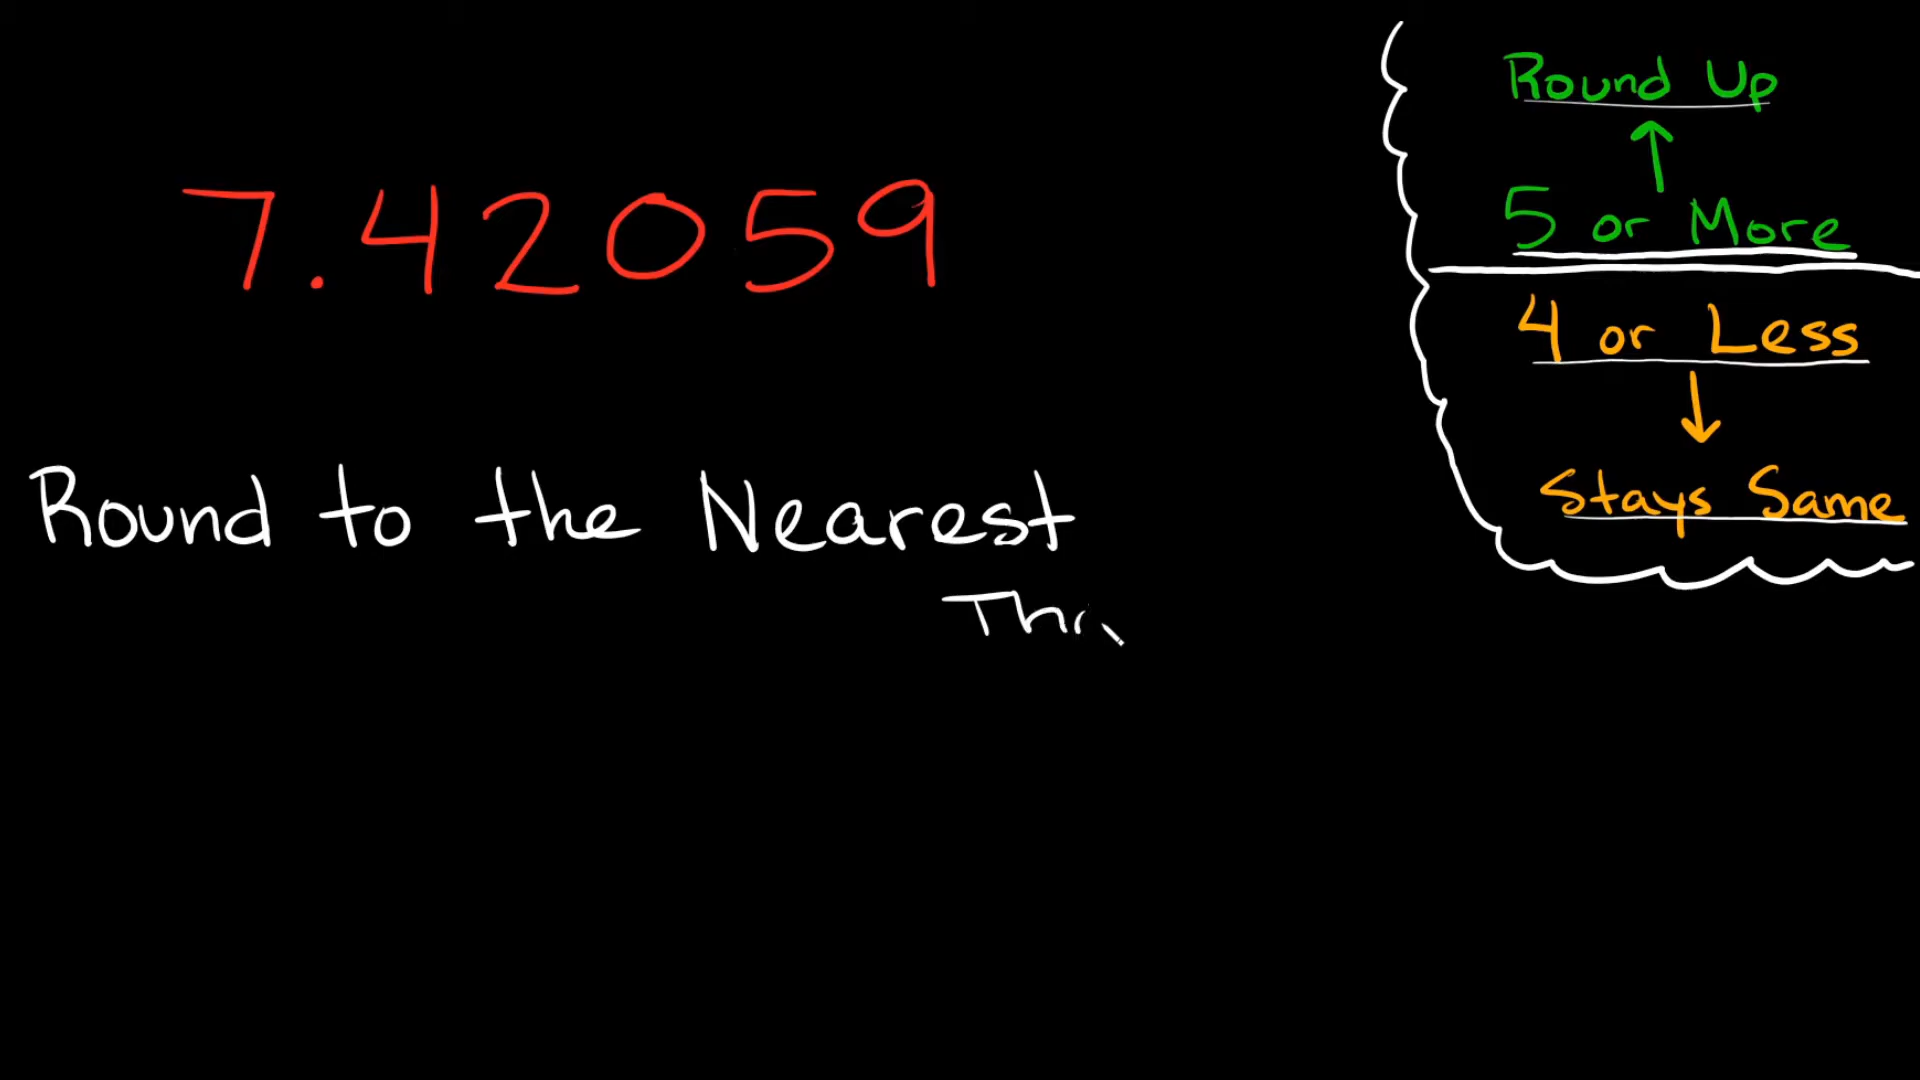 7.42059
Round to the Nearest
Round Up
5 or More
4 or Less
Stays Same